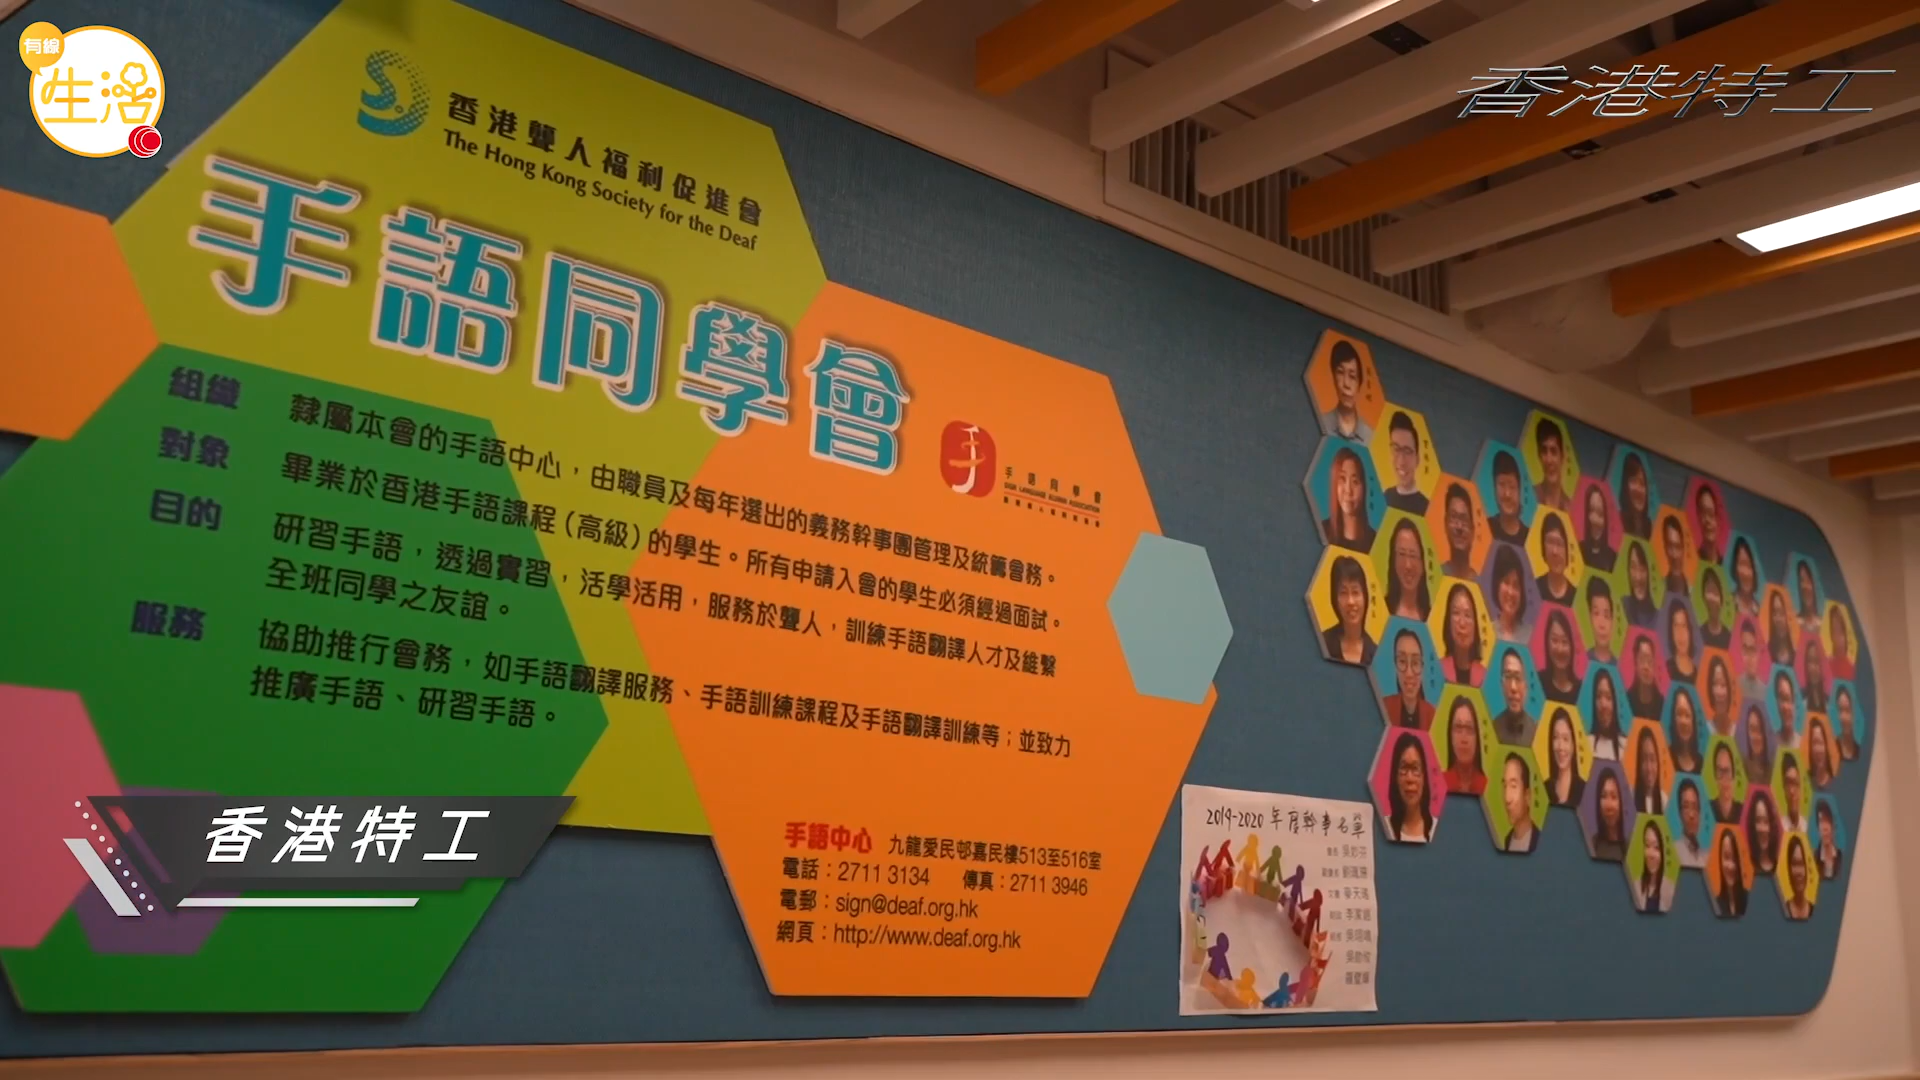 有線
生活
香港特工
香港聾人福利促進會
The Hong Kong Society for the Deaf
手語同學會
手
手語同學會
SIGN LANGUAGE ALUMNI ASSOCIATION
組織 隸屬本會的手語中心，由職員及每年選出的義務幹事團管理及統籌會務。
對象 畢業於香港手語課程(高級)的學生。所有申請入會的學生必須經過面試。
目的 研習手語，透過實習，活學活用，服務於聾人，訓練手語翻譯人才及維繫
全班同學之友誼。
服務 協助推行會務，如手語翻譯服務、手語訓練課程及手語翻譯訓練等；並致力
推廣手語、研習手語。
手語中心 九龍愛民邨嘉民樓513至516室
電話：2711 3134 傳真：2711 3946
電郵：sign@deaf.org.hk
網頁：http://www.deaf.org.hk
2019-2020 年度幹事名單
香港特工